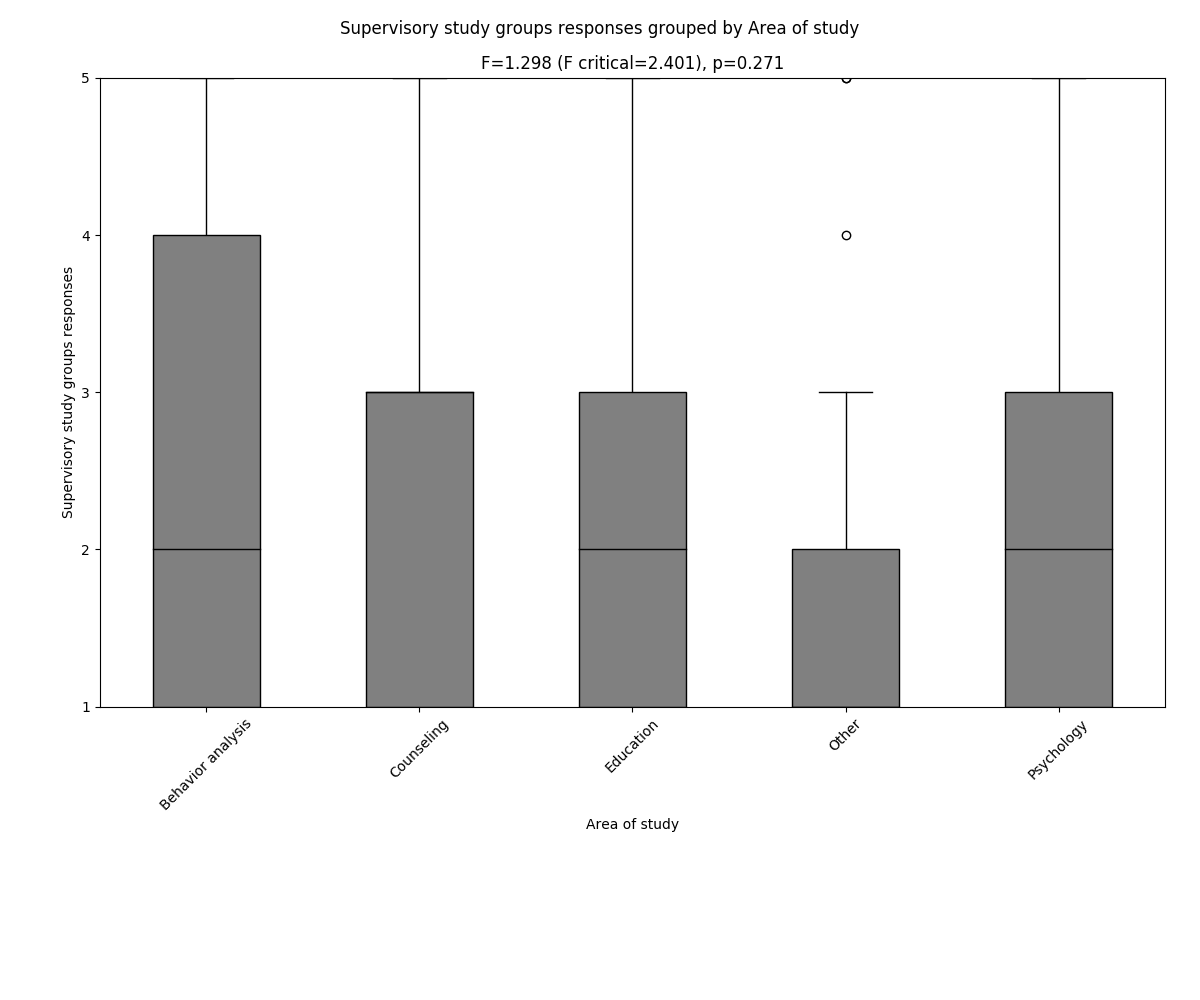 Supervisory study groups responses grouped by Area of study
F=1.298 (F critical=2.401), p=0.271
5
4
3
2
1
Supervisory study groups responses
Behavior analysis
Counseling
Education
Other
Psychology
Area of study